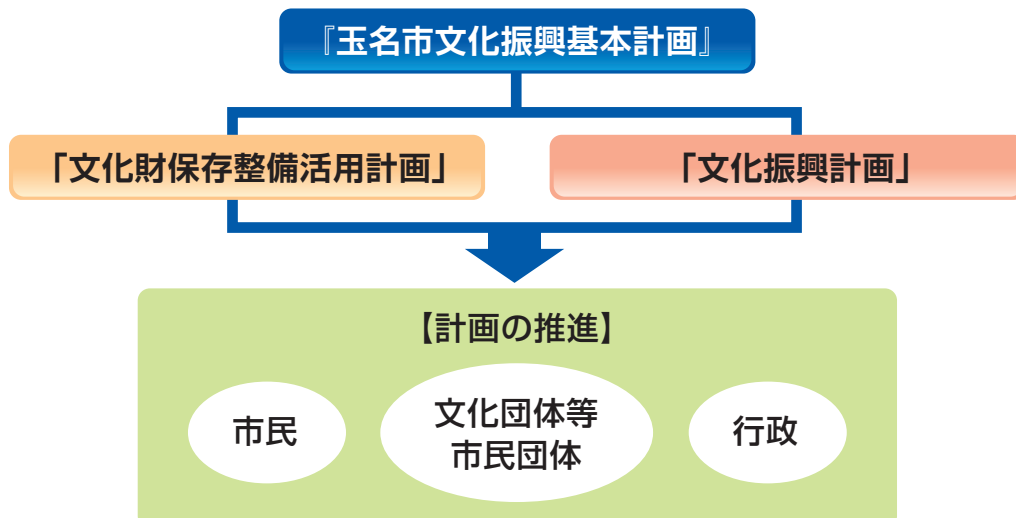 『玉名市文化振興基本計画』
「文化財保存整備活用計画」
「文化振興計画」
【計画の推進】
市民
文化団体等
市民団体
行政